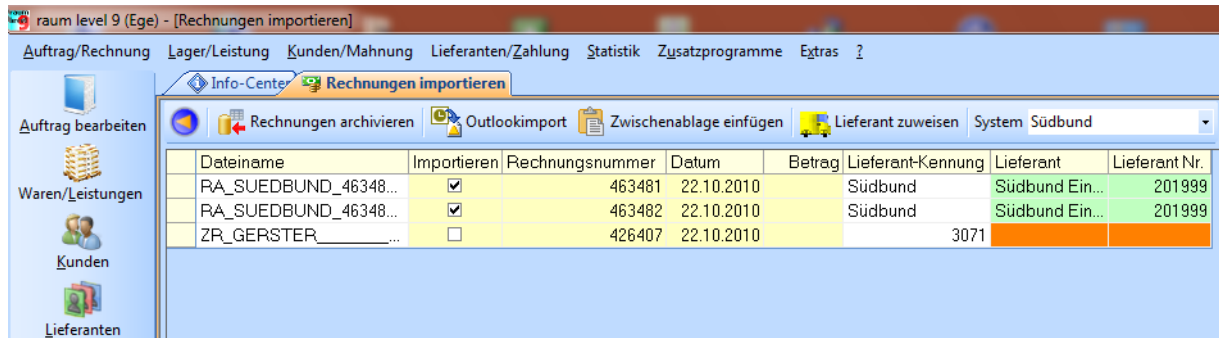 raum level 9 (Ege) - [Rechnungen importieren]
Auftrag/Rechnung Lager/Leistung Kunden/Mahnung Lieferanten/Zahlung Statistik Zusatzprogramme Extras ?
Info-Center Rechnungen importieren
Auftrag bearbeiten
Rechnungen archivieren Outlookimport Zwischenablage einfügen Lieferant zuweisen System Südbund
Dateiname Importieren Rechnungsnummer Datum Betrag Lieferant-Kennung Lieferant Lieferant Nr.
RA_SUEDBUND_46348... 463481 22.10.2010 Südbund Südbund Ein... 201999
RA_SUEDBUND_46348... 463482 22.10.2010 Südbund Südbund Ein... 201999
ZR_GERSTER________... 426407 22.10.2010 3071
Waren/Leistungen
Kunden
Lieferanten